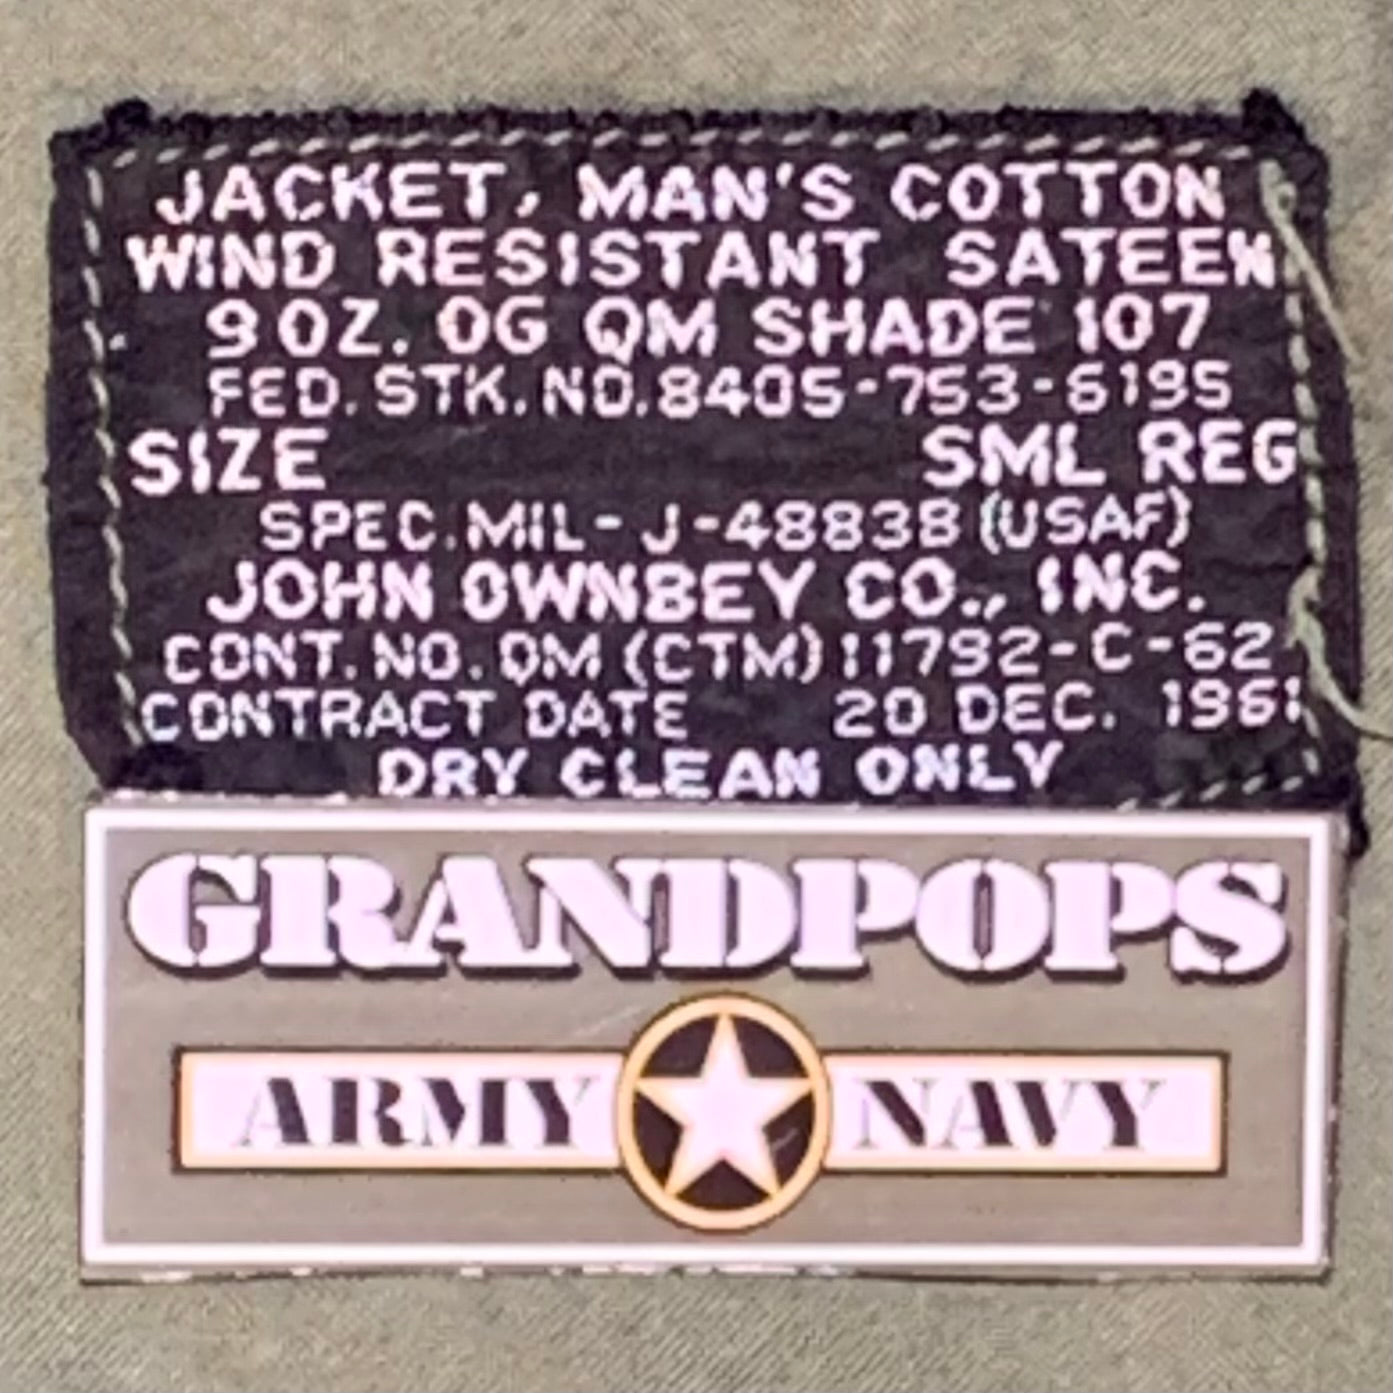 JACKET, MAN'S COTTON
WIND RESISTANT SATEEN
9 OZ. OG QM SHADE 107
FED. STK. NO. 8405-753-6195
SIZE SML REG
SPEC. MIL-J-4883B (USAF)
JOHN OWNBEY CO., INC.
CONT. NO. QM (CTM) 11792-C-62
CONTRACT DATE 20 DEC. 1961
DRY CLEAN ONLY
GRANDPOPS
ARMY NAVY